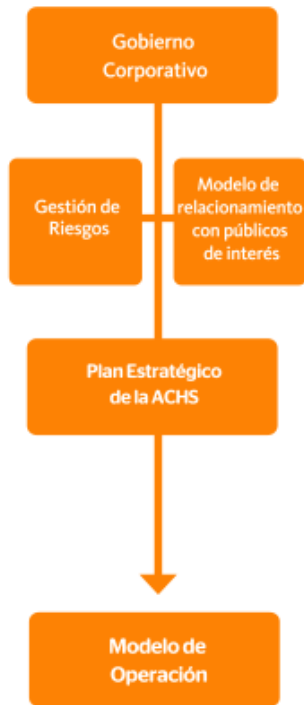 Gobierno
Corporativo
Gestión de
Riesgos
Modelo de
relacionamiento
con públicos
de interés
Plan Estratégico
de la ACHS
Modelo de
Operación